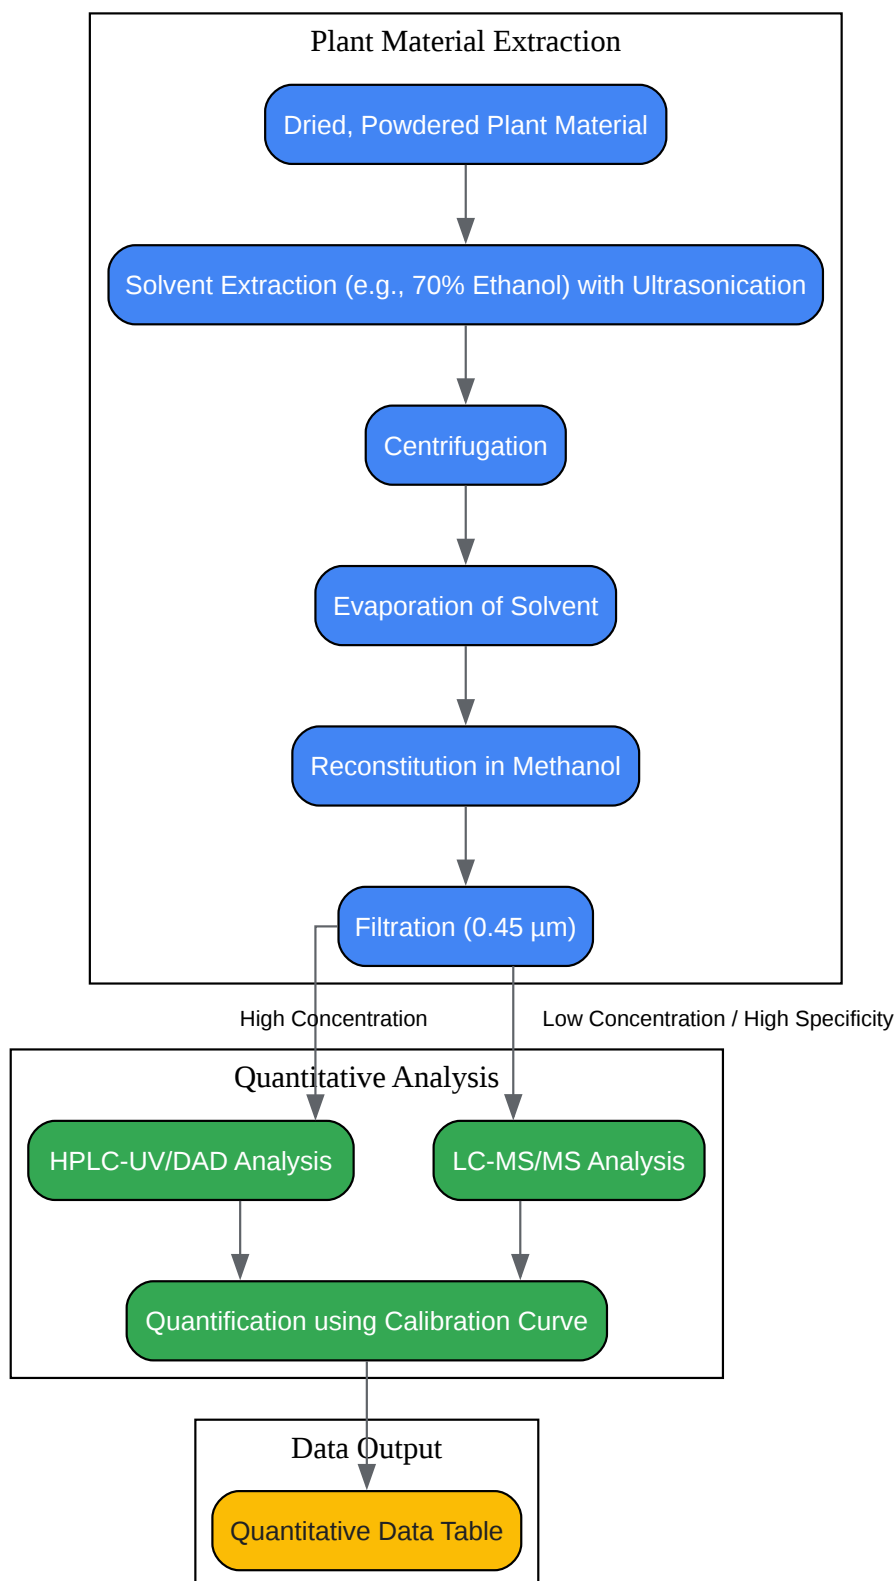 Plant Material Extraction
Dried, Powdered Plant Material
Solvent Extraction (e.g., 70% Ethanol) with Ultrasonication
Centrifugation
Evaporation of Solvent
Reconstitution in Methanol
Filtration (0.45 µm)
High Concentration
Low Concentration / High Specificity
Quantitative Analysis
HPLC-UV/DAD Analysis
LC-MS/MS Analysis
Quantification using Calibration Curve
Data Output
Quantitative Data Table